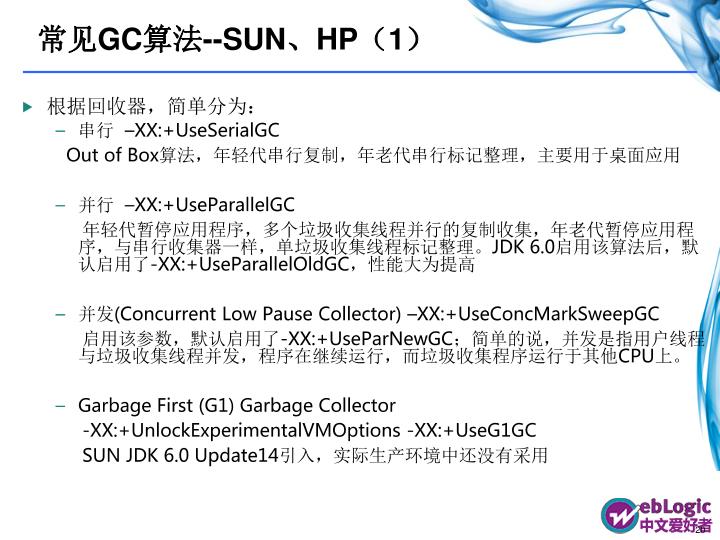 常见GC算法--SUN、HP（1）
根据回收器，简单分为：
– 串行 –XX:+UseSerialGC
Out of Box算法，年轻代串行复制，年老代串行标记整理，主要用于桌面应用
– 并行 –XX:+UseParallelGC
年轻代暂停应用程序，多个垃圾收集线程并行的复制收集，年老代暂停应用程
序，与串行收集器一样，单垃圾收集线程标记整理。JDK 6.0启用该算法后，默
认启用了-XX:+UseParallelOldGC，性能大为提高
– 并发(Concurrent Low Pause Collector) –XX:+UseConcMarkSweepGC
启用该参数，默认启用了-XX:+UseParNewGC；简单的说，并发是指用户线程
与垃圾收集线程并发，程序在继续运行，而垃圾收集程序运行于其他CPU上。
– Garbage First (G1) Garbage Collector
-XX:+UnlockExperimentalVMOptions -XX:+UseG1GC
SUN JDK 6.0 Update14引入，实际生产环境中还没有采用
WebLogic
中文爱好者